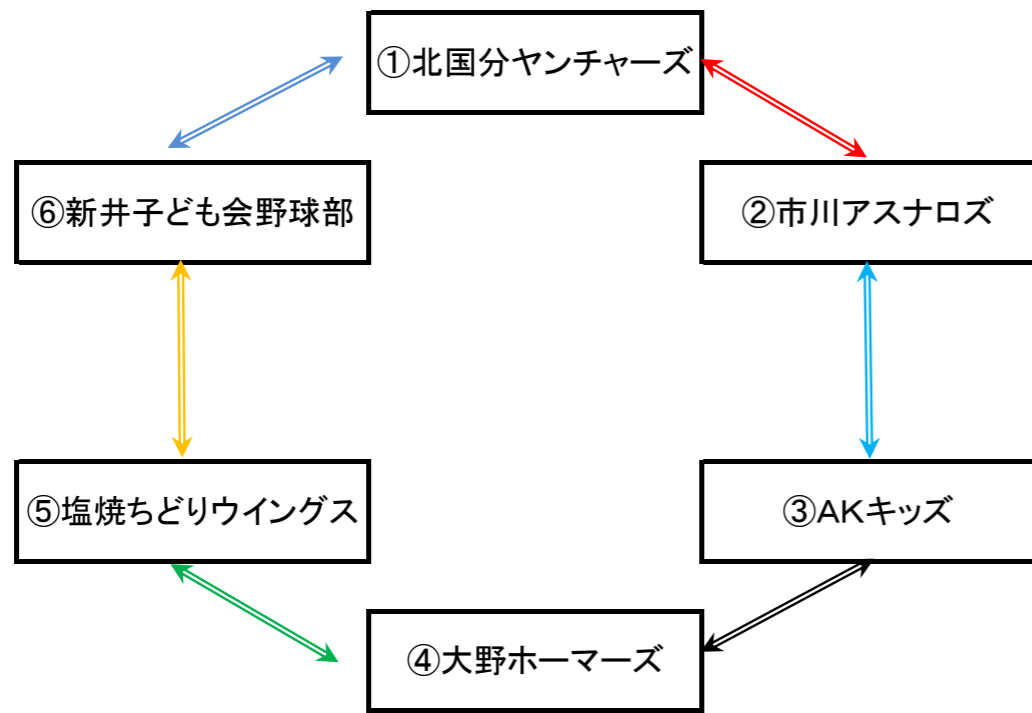 ①北国分ヤンチャーズ
②市川アスナロズ
③AKキッズ
④大野ホーマーズ
⑤塩焼ちどりウイングス
⑥新井子ども会野球部